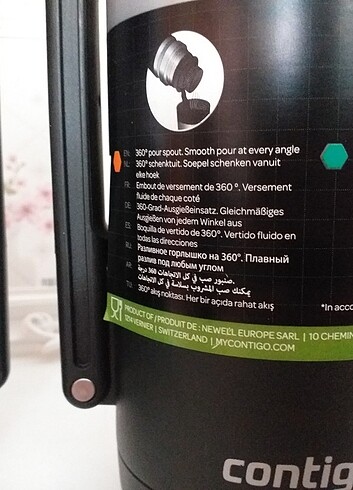 EN: 360° pour spout. Smooth pour at every angle
NL: 360° schenktuit. Soepel schenken vanuit
elke hoek
FR: Embout de versement de 360 °. Versement
fluide de chaque coté
DE: 360-Grad-Ausgießeinsatz. Gleichmäßiges
Ausgießen von jedem Winkel aus
ES: Boquilla de vertido de 360°. Vertido fluido en
todas las direcciones
RU: Разливное горлышко на 360°. Плавный
разлив под любым углом
AR: صنبور صب في كل الاتجاهات 360 درجة.
يمكنك صب المشروب بسلاسة في كل الاتجاهات
TU: 360° akış noktası. Her bir açıda rahat akış
*In acco
PRODUCT OF / PRODUIT DE : NEWELL EUROPE SARL | 10 CHEMIN
1214 VERNIER | SWITZERLAND | MYCONTIGO.COM
contig